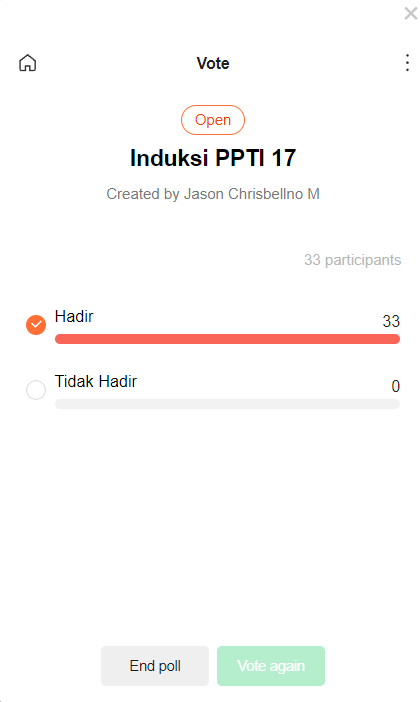 Vote
Open
Induksi PPTI 17
Created by Jason Chrisbellno M
33 participants
Hadir
33
Tidak Hadir
0
End poll
Vote again